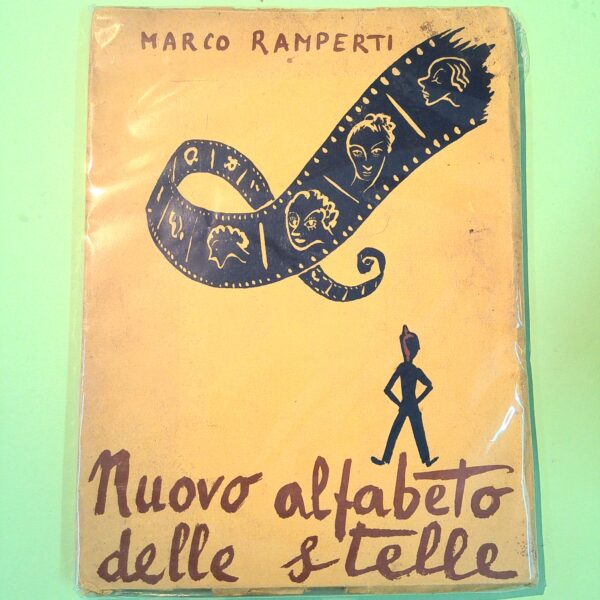 MARCO RAMPERTI
Nuovo alfabeto
delle stelle